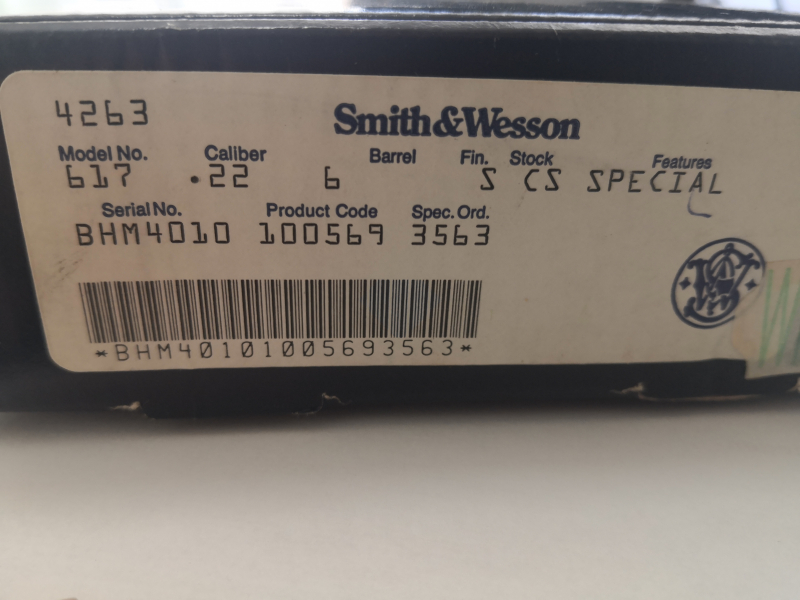 4263
Smith&Wesson
Model No. Caliber Barrel Fin. Stock Features
617 .22 6 S CS SPECIAL
Serial No. Product Code Spec. Ord.
BHM4010 100569 3563
*BHM40101005693563*